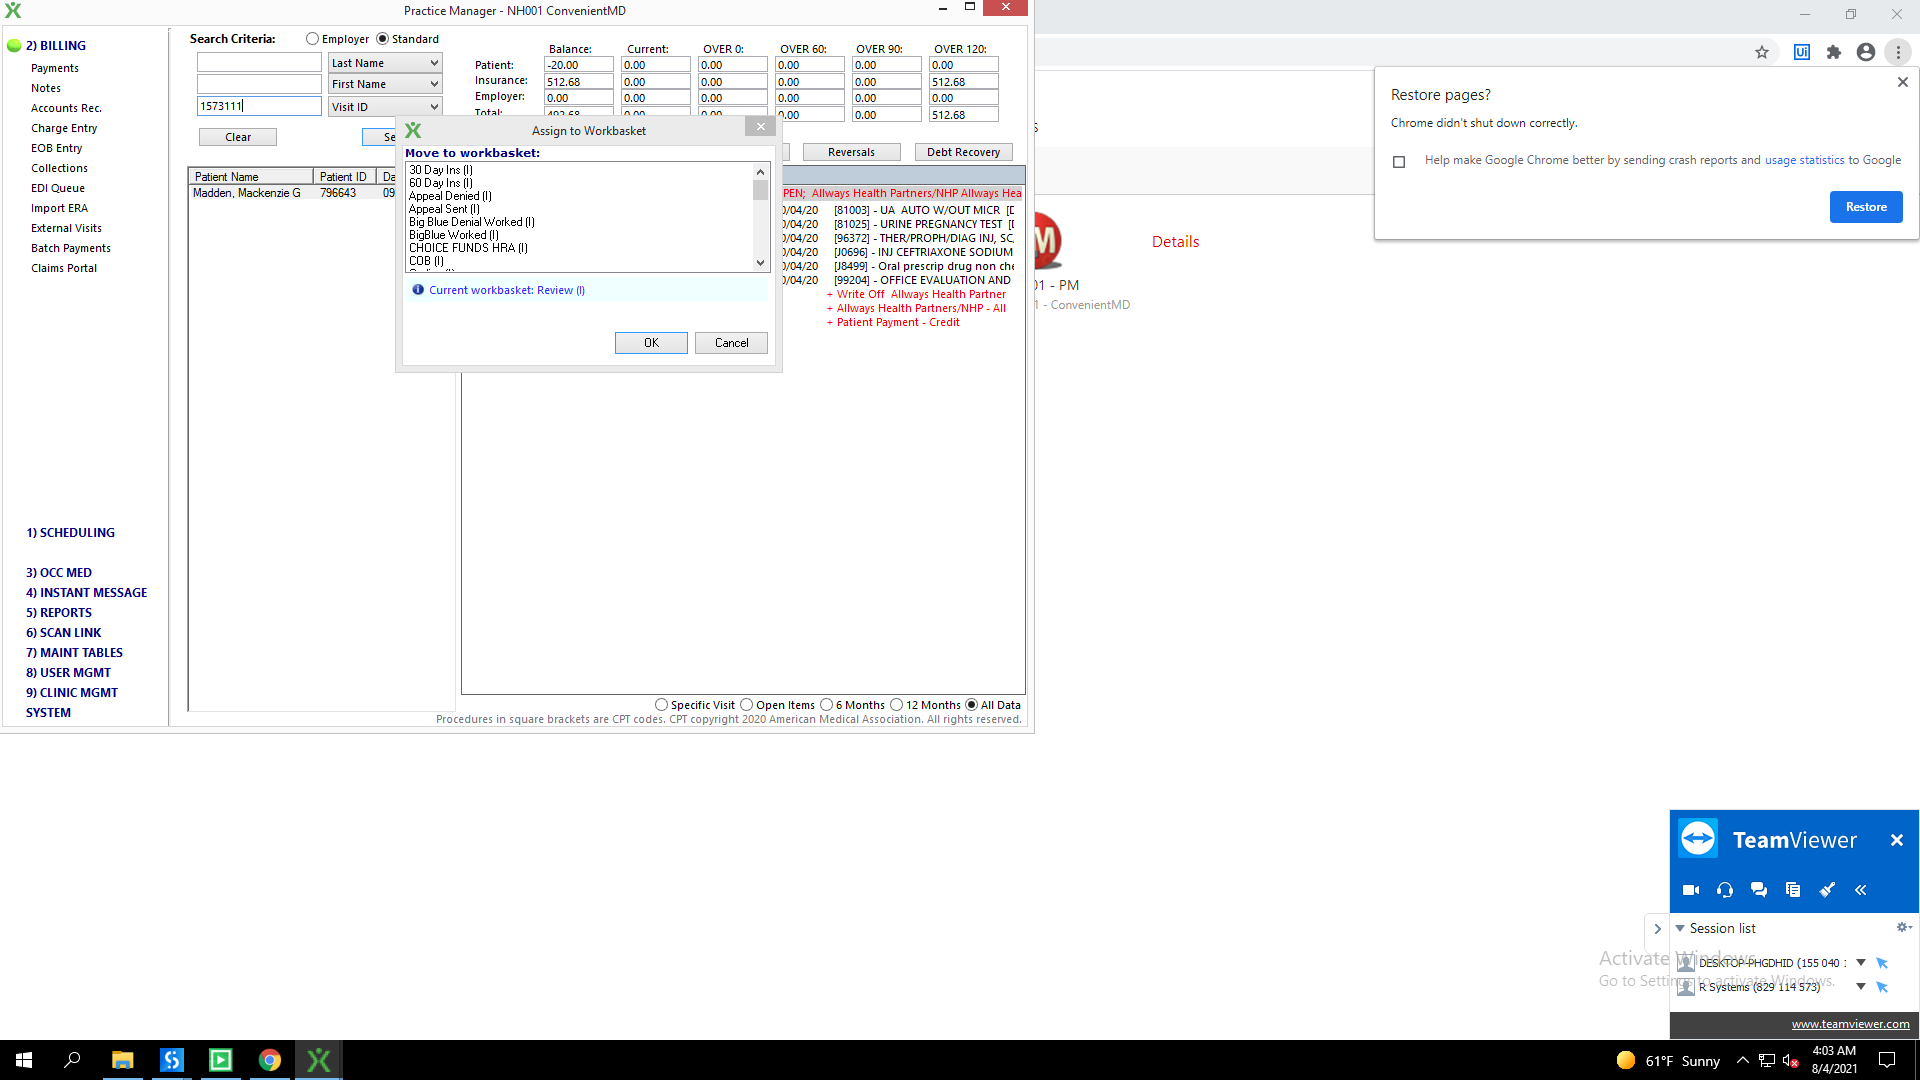 Practice Manager - NH001 ConvenientMD
2) BILLING
Payments
Notes
Accounts Rec.
Charge Entry
EOB Entry
Collections
EDI Queue
Import ERA
External Visits
Batch Payments
Claims Portal
1) SCHEDULING
3) OCC MED
4) INSTANT MESSAGE
5) REPORTS
6) SCAN LINK
7) MAINT TABLES
8) USER MGMT
9) CLINIC MGMT
SYSTEM
Search Criteria: Employer Standard
Last Name
First Name
1573111 Visit ID
Clear Se
Balance: Current: OVER 0: OVER 60: OVER 90: OVER 120:
Patient: -20.00 0.00 0.00 0.00 0.00 0.00
Insurance: 512.68 0.00 0.00 0.00 0.00 512.68
Employer: 0.00 0.00 0.00 0.00 0.00 0.00
Total: 492.68 0.00 0.00 0.00 512.68
Reversals Debt Recovery
Patient Name Patient ID Da
Madden, Mackenzie G 796643 09
Assign to Workbasket
Move to workbasket:
30 Day Ins (I)
60 Day Ins (I)
Appeal Denied (I)
Appeal Sent (I)
Big Blue Denial Worked (I)
BigBlue Worked (I)
CHOICE FUNDS HRA (I)
COB (I)
Current workbasket: Review (I)
OK Cancel
PEN; Allways Health Partners/NHP Allways Hea
0/04/20 [81003] - UA AUTO W/OUT MICR [D
0/04/20 [81025] - URINE PREGNANCY TEST [D
0/04/20 [96372] - THER/PROPH/DIAG INJ, SC,
0/04/20 [J0696] - INJ CEFTRIAXONE SODIUM
0/04/20 [J8499] - Oral prescrip drug non che
0/04/20 [99204] - OFFICE EVALUATION AND
+ Write Off Allways Health Partner
+ Allways Health Partners/NHP - All
+ Patient Payment - Credit
Specific Visit Open Items 6 Months 12 Months All Data
Procedures in square brackets are CPT codes. CPT copyright 2020 American Medical Association. All rights reserved.
Restore pages?
Chrome didn't shut down correctly.
Help make Google Chrome better by sending crash reports and usage statistics to Google
Restore
s
M
Details
01 - PM
1 - ConvenientMD
TeamViewer
Session list
DESKTOP-PHGDHID (155 040
R Systems (829 114 573)
www.teamviewer.com
Activate Windows
Go to Settings to activate Windows.
61°F Sunny
4:03 AM
8/4/2021